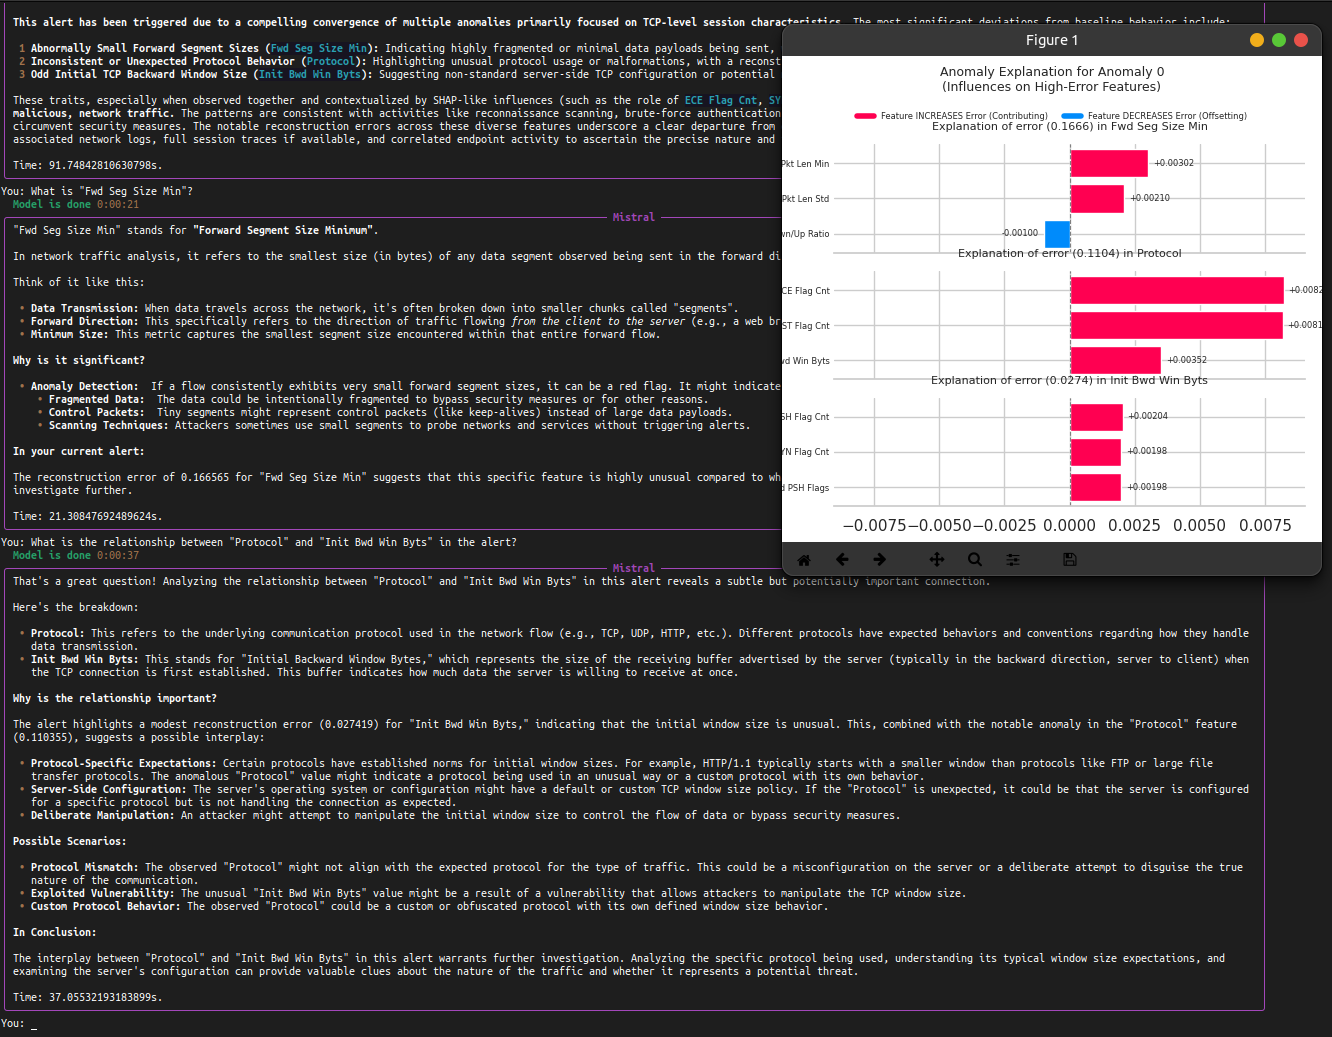 This alert has been triggered due to a compelling convergence of multiple anomalies primarily focused on TCP-level session characteristics. The most significant deviations from baseline behavior include:
1 Abnormally Small Forward Segment Sizes (Fwd Seg Size Min): Indicating highly fragmented or minimal data payloads being sent,
2 Inconsistent or Unexpected Protocol Behavior (Protocol): Highlighting unusual protocol usage or malformations, with a reconst
3 Odd Initial TCP Backward Window Size (Init Bwd Win Byts): Suggesting non-standard server-side TCP configuration or potential
These traits, especially when observed together and contextualized by SHAP-like influences (such as the role of ECE Flag Cnt, SY
malicious, network traffic. The patterns are consistent with activities like reconnaissance scanning, brute-force authentication
circumvent security measures. The notable reconstruction errors across these diverse features underscore a clear departure from
associated network logs, full session traces if available, and correlated endpoint activity to ascertain the precise nature and
Time: 91.74842810630798s.
You: What is "Fwd Seg Size Min"?
Model is done 0:00:21
Mistral
"Fwd Seg Size Min" stands for "Forward Segment Size Minimum".
In network traffic analysis, it refers to the smallest size (in bytes) of any data segment observed being sent in the forward di
Think of it like this:
• Data Transmission: When data travels across the network, it's often broken down into smaller chunks called "segments".
• Forward Direction: This specifically refers to the direction of traffic flowing from the client to the server (e.g., a web br
• Minimum Size: This metric captures the smallest segment size encountered within that entire forward flow.
Why is it significant?
• Anomaly Detection: If a flow consistently exhibits very small forward segment sizes, it can be a red flag. It might indicate
• Fragmented Data: The data could be intentionally fragmented to bypass security measures or for other reasons.
• Control Packets: Tiny segments might represent control packets (like keep-alives) instead of large data payloads.
• Scanning Techniques: Attackers sometimes use small segments to probe networks and services without triggering alerts.
In your current alert:
The reconstruction error of 0.166565 for "Fwd Seg Size Min" suggests that this specific feature is highly unusual compared to wh
investigate further.
Time: 21.30847692489624s.
You: What is the relationship between "Protocol" and "Init Bwd Win Byts" in the alert?
Model is done 0:00:37
Mistral
That's a great question! Analyzing the relationship between "Protocol" and "Init Bwd Win Byts" in this alert reveals a subtle but potentially important connection.
Here's the breakdown:
• Protocol: This refers to the underlying communication protocol used in the network flow (e.g., TCP, UDP, HTTP, etc.). Different protocols have expected behaviors and conventions regarding how they handle
data transmission.
• Init Bwd Win Byts: This stands for "Initial Backward Window Bytes," which represents the size of the receiving buffer advertised by the server (typically in the backward direction, server to client) when
the TCP connection is first established. This buffer indicates how much data the server is willing to receive at once.
Why is the relationship important?
The alert highlights a modest reconstruction error (0.027419) for "Init Bwd Win Byts," indicating that the initial window size is unusual. This, combined with the notable anomaly in the "Protocol" feature
(0.110355), suggests a possible interplay:
• Protocol-Specific Expectations: Certain protocols have established norms for initial window sizes. For example, HTTP/1.1 typically starts with a smaller window than protocols like FTP or large file
transfer protocols. The anomalous "Protocol" value might indicate a protocol being used in an unusual way or a custom protocol with its own behavior.
• Server-Side Configuration: The server's operating system or configuration might have a default or custom TCP window size policy. If the "Protocol" is unexpected, it could be that the server is configured
for a specific protocol but is not handling the connection as expected.
• Deliberate Manipulation: An attacker might attempt to manipulate the initial window size to control the flow of data or bypass security measures.
Possible Scenarios:
• Protocol Mismatch: The observed "Protocol" might not align with the expected protocol for the type of traffic. This could be a misconfiguration on the server or a deliberate attempt to disguise the true
nature of the communication.
• Exploited Vulnerability: The unusual "Init Bwd Win Byts" value might be a result of a vulnerability that allows attackers to manipulate the TCP window size.
• Custom Protocol Behavior: The observed "Protocol" could be a custom or obfuscated protocol with its own defined window size behavior.
In Conclusion:
The interplay between "Protocol" and "Init Bwd Win Byts" in this alert warrants further investigation. Analyzing the specific protocol being used, understanding its typical window size expectations, and
examining the server's configuration can provide valuable clues about the nature of the traffic and whether it represents a potential threat.
Time: 37.05532193183899s.
You: _
Figure 1
Anomaly Explanation for Anomaly 0
(Influences on High-Error Features)
Feature INCREASES Error (Contributing) Feature DECREASES Error (Offsetting)
Explanation of error (0.1666) in Fwd Seg Size Min
Pkt Len Min +0.00302
Pkt Len Std +0.00210
wn/Up Ratio -0.00100
Explanation of error (0.1104) in Protocol
CE Flag Cnt +0.0082
ST Flag Cnt +0.0081
wd Win Byts +0.00352
Explanation of error (0.0274) in Init Bwd Win Byts
SH Flag Cnt +0.00204
YN Flag Cnt +0.00198
d PSH Flags +0.00198
−0.0075 −0.0050 −0.0025 0.0000 0.0025 0.0050 0.0075